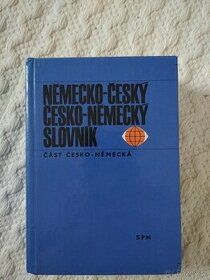 NĚMECKO-ČESKÝ
ČESKO-NĚMECKÝ
SLOVNÍK
ČÁST ČESKO-NĚMECKÁ
SPN